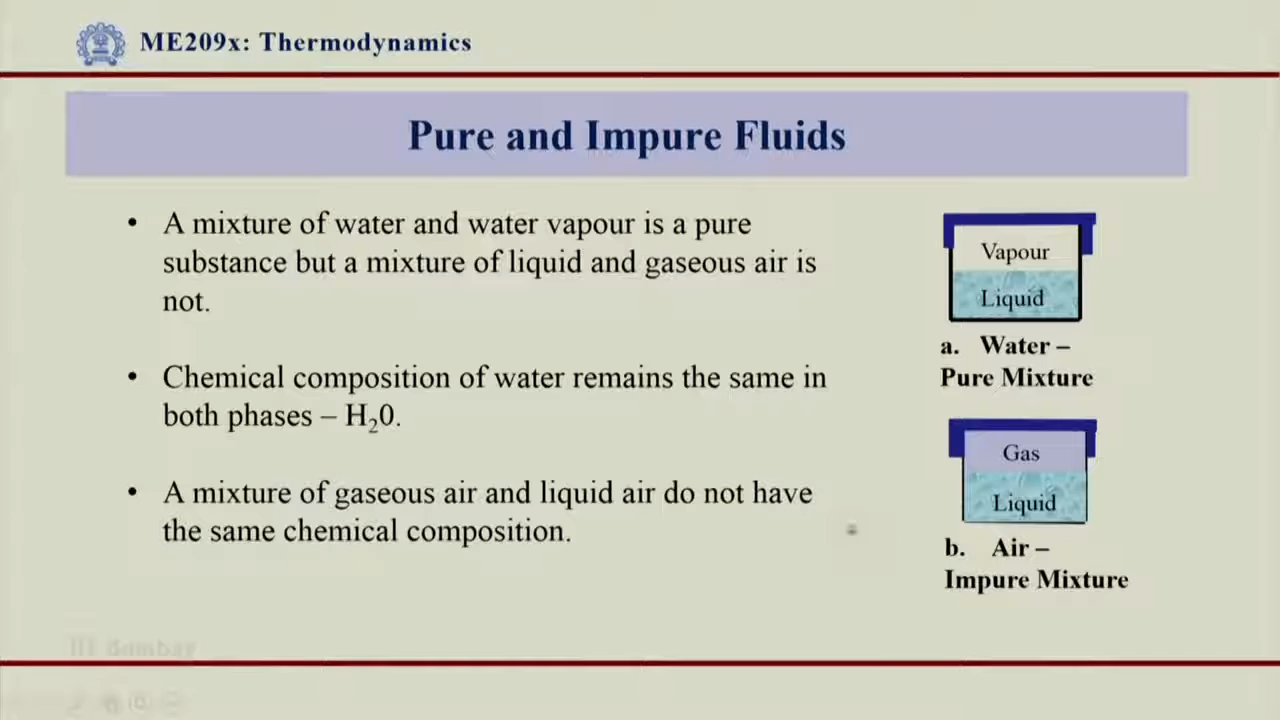 ME209x: Thermodynamics
Pure and Impure Fluids
• A mixture of water and water vapour is a pure
substance but a mixture of liquid and gaseous air is
not.
• Chemical composition of water remains the same in
both phases – H₂0.
• A mixture of gaseous air and liquid air do not have
the same chemical composition.
Vapour
Liquid
a. Water –
Pure Mixture
Gas
Liquid
b. Air –
Impure Mixture
IIT Bombay